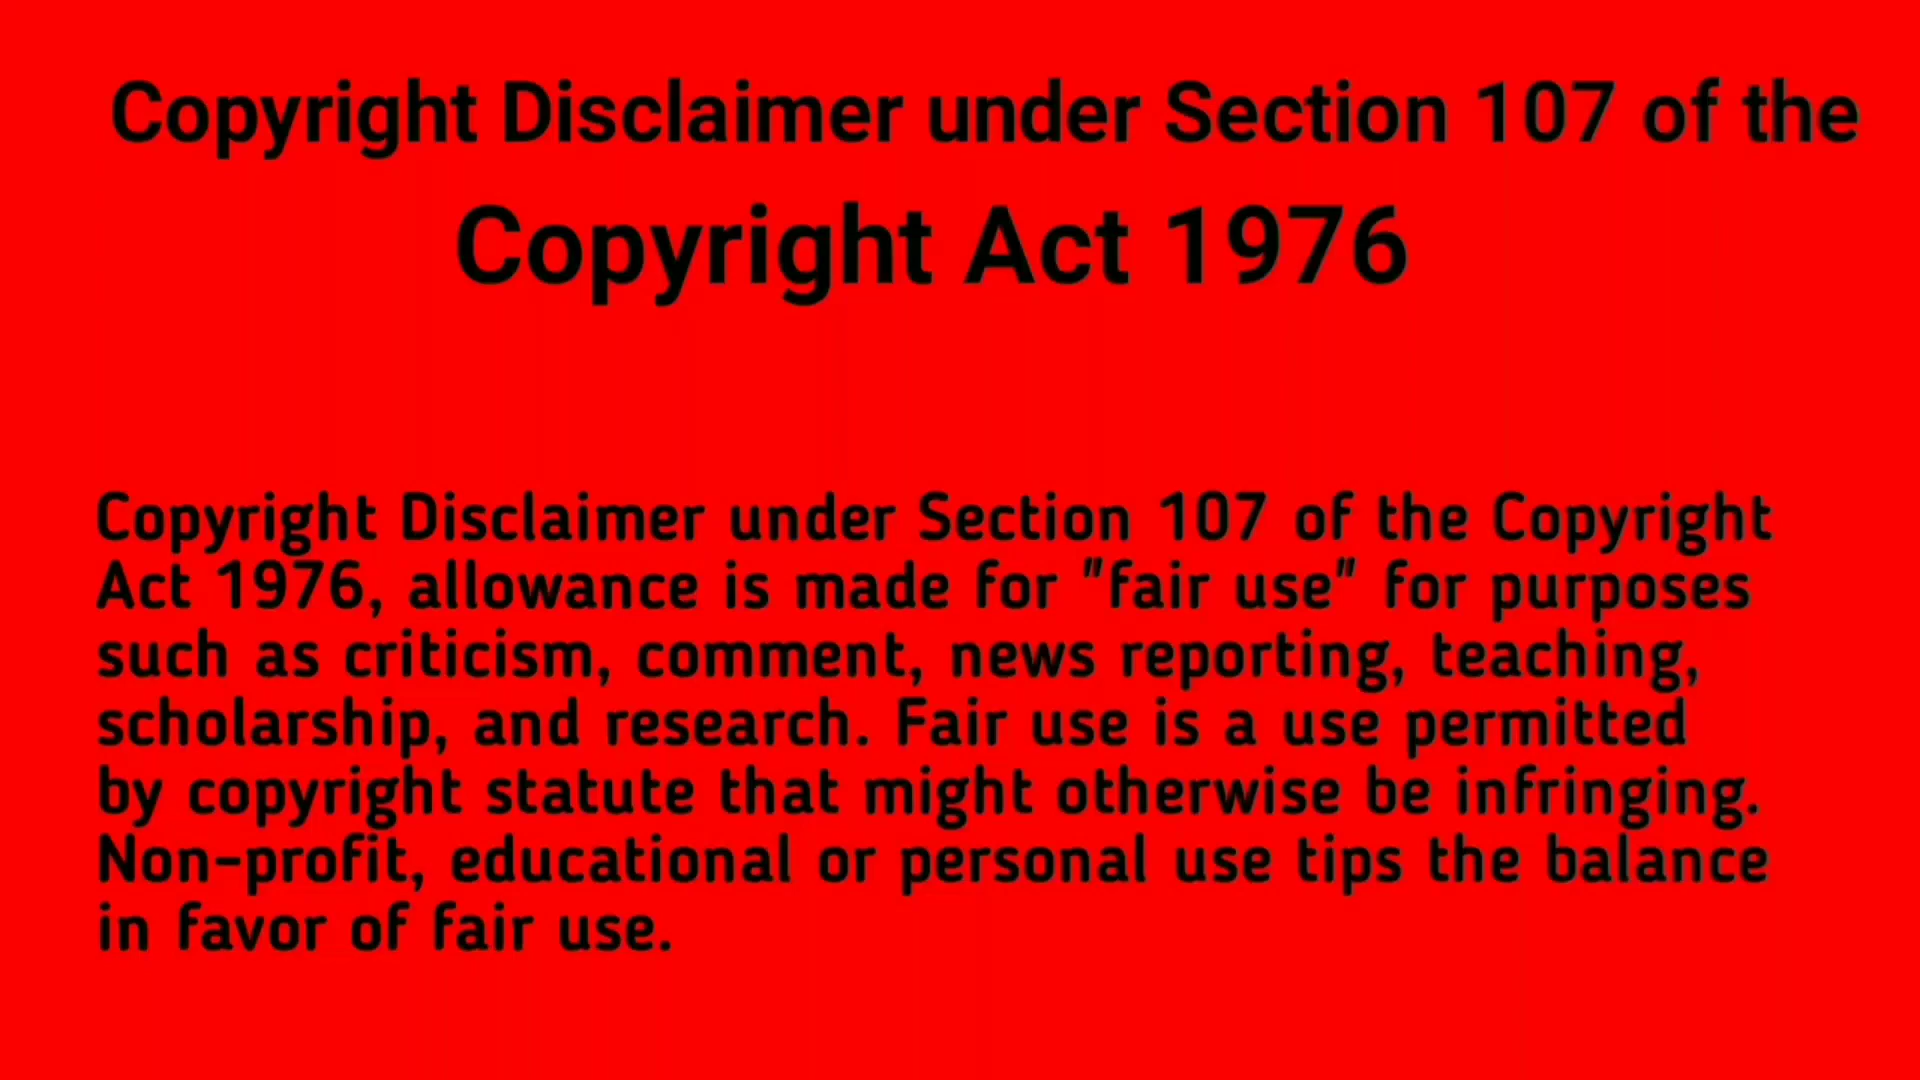 Copyright Disclaimer under Section 107 of the
Copyright Act 1976
Copyright Disclaimer under Section 107 of the Copyright
Act 1976, allowance is made for "fair use" for purposes
such as criticism, comment, news reporting, teaching,
scholarship, and research. Fair use is a use permitted
by copyright statute that might otherwise be infringing.
Non-profit, educational or personal use tips the balance
in favor of fair use.